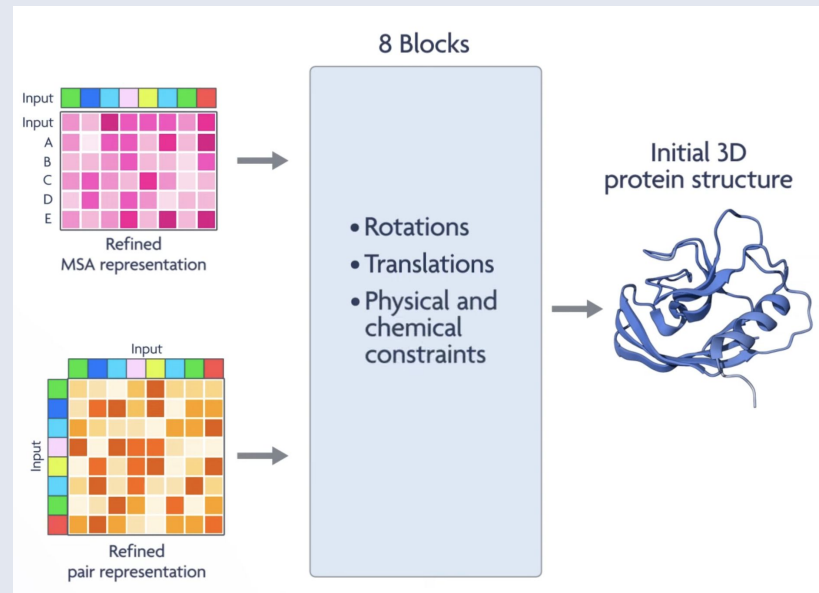 8 Blocks
Input
Input
A
B
C
D
E
Refined
MSA representation
Input
Input
Refined
pair representation
• Rotations
• Translations
• Physical and
chemical
constraints
Initial 3D
protein structure